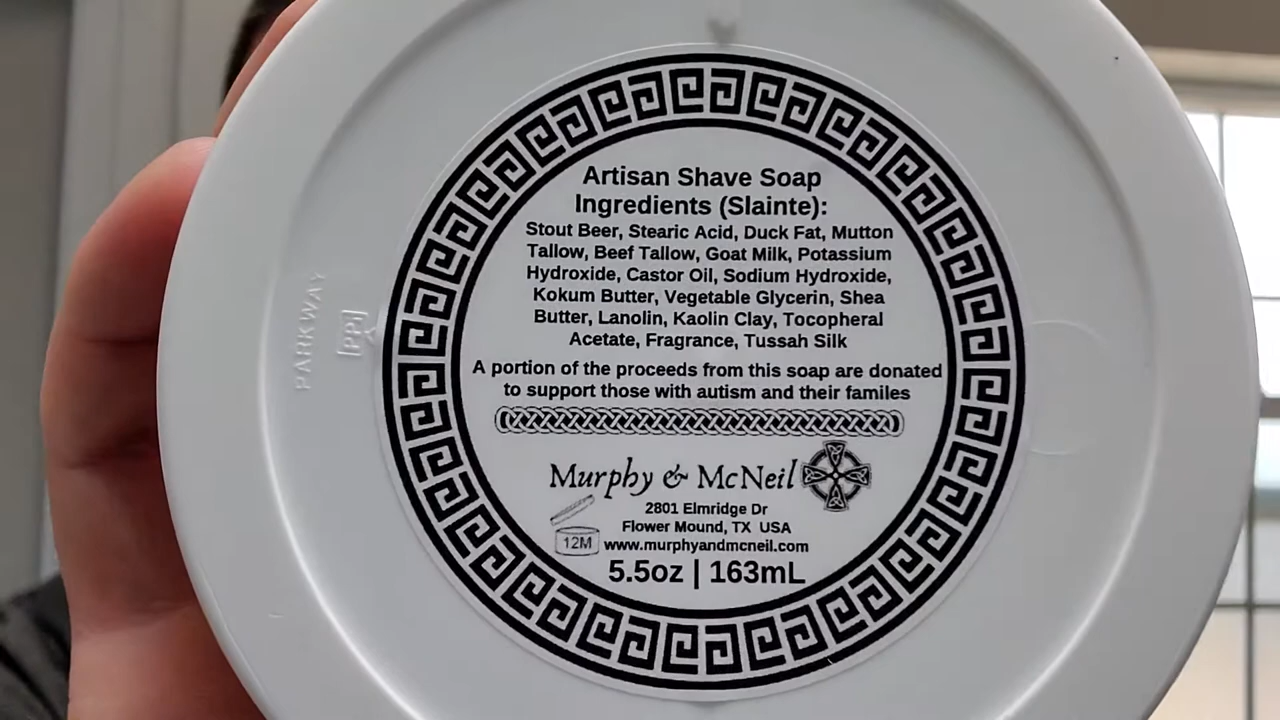 Artisan Shave Soap
Ingredients (Slainte):
Stout Beer, Stearic Acid, Duck Fat, Mutton
Tallow, Beef Tallow, Goat Milk, Potassium
Hydroxide, Castor Oil, Sodium Hydroxide,
Kokum Butter, Vegetable Glycerin, Shea
Butter, Lanolin, Kaolin Clay, Tocopheral
Acetate, Fragrance, Tussah Silk
A portion of the proceeds from this soap are donated
to support those with autism and their familes
Murphy & McNeil
2801 Elmridge Dr
Flower Mound, TX USA
12M
www.murphyandmcneil.com
5.5oz | 163mL
PARKWAY
PPI